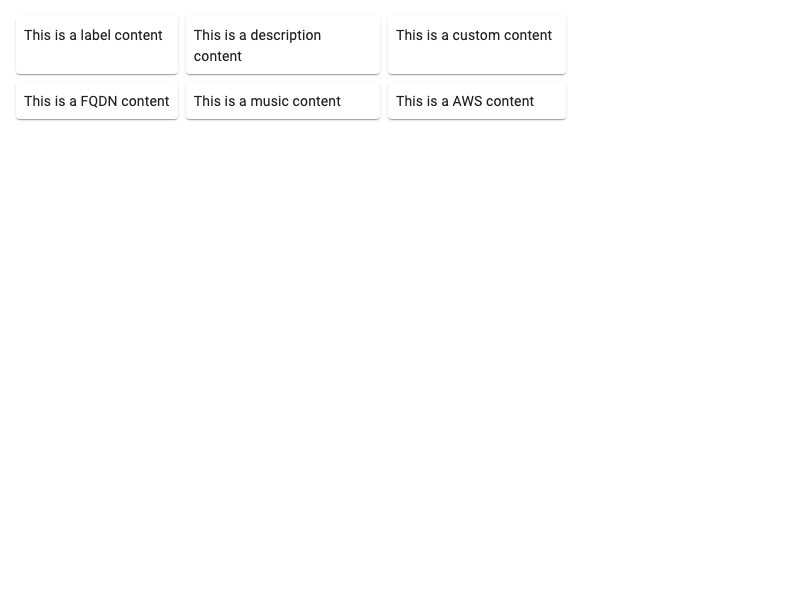 This is a label content
This is a description
content
This is a custom content
This is a FQDN content
This is a music content
This is a AWS content